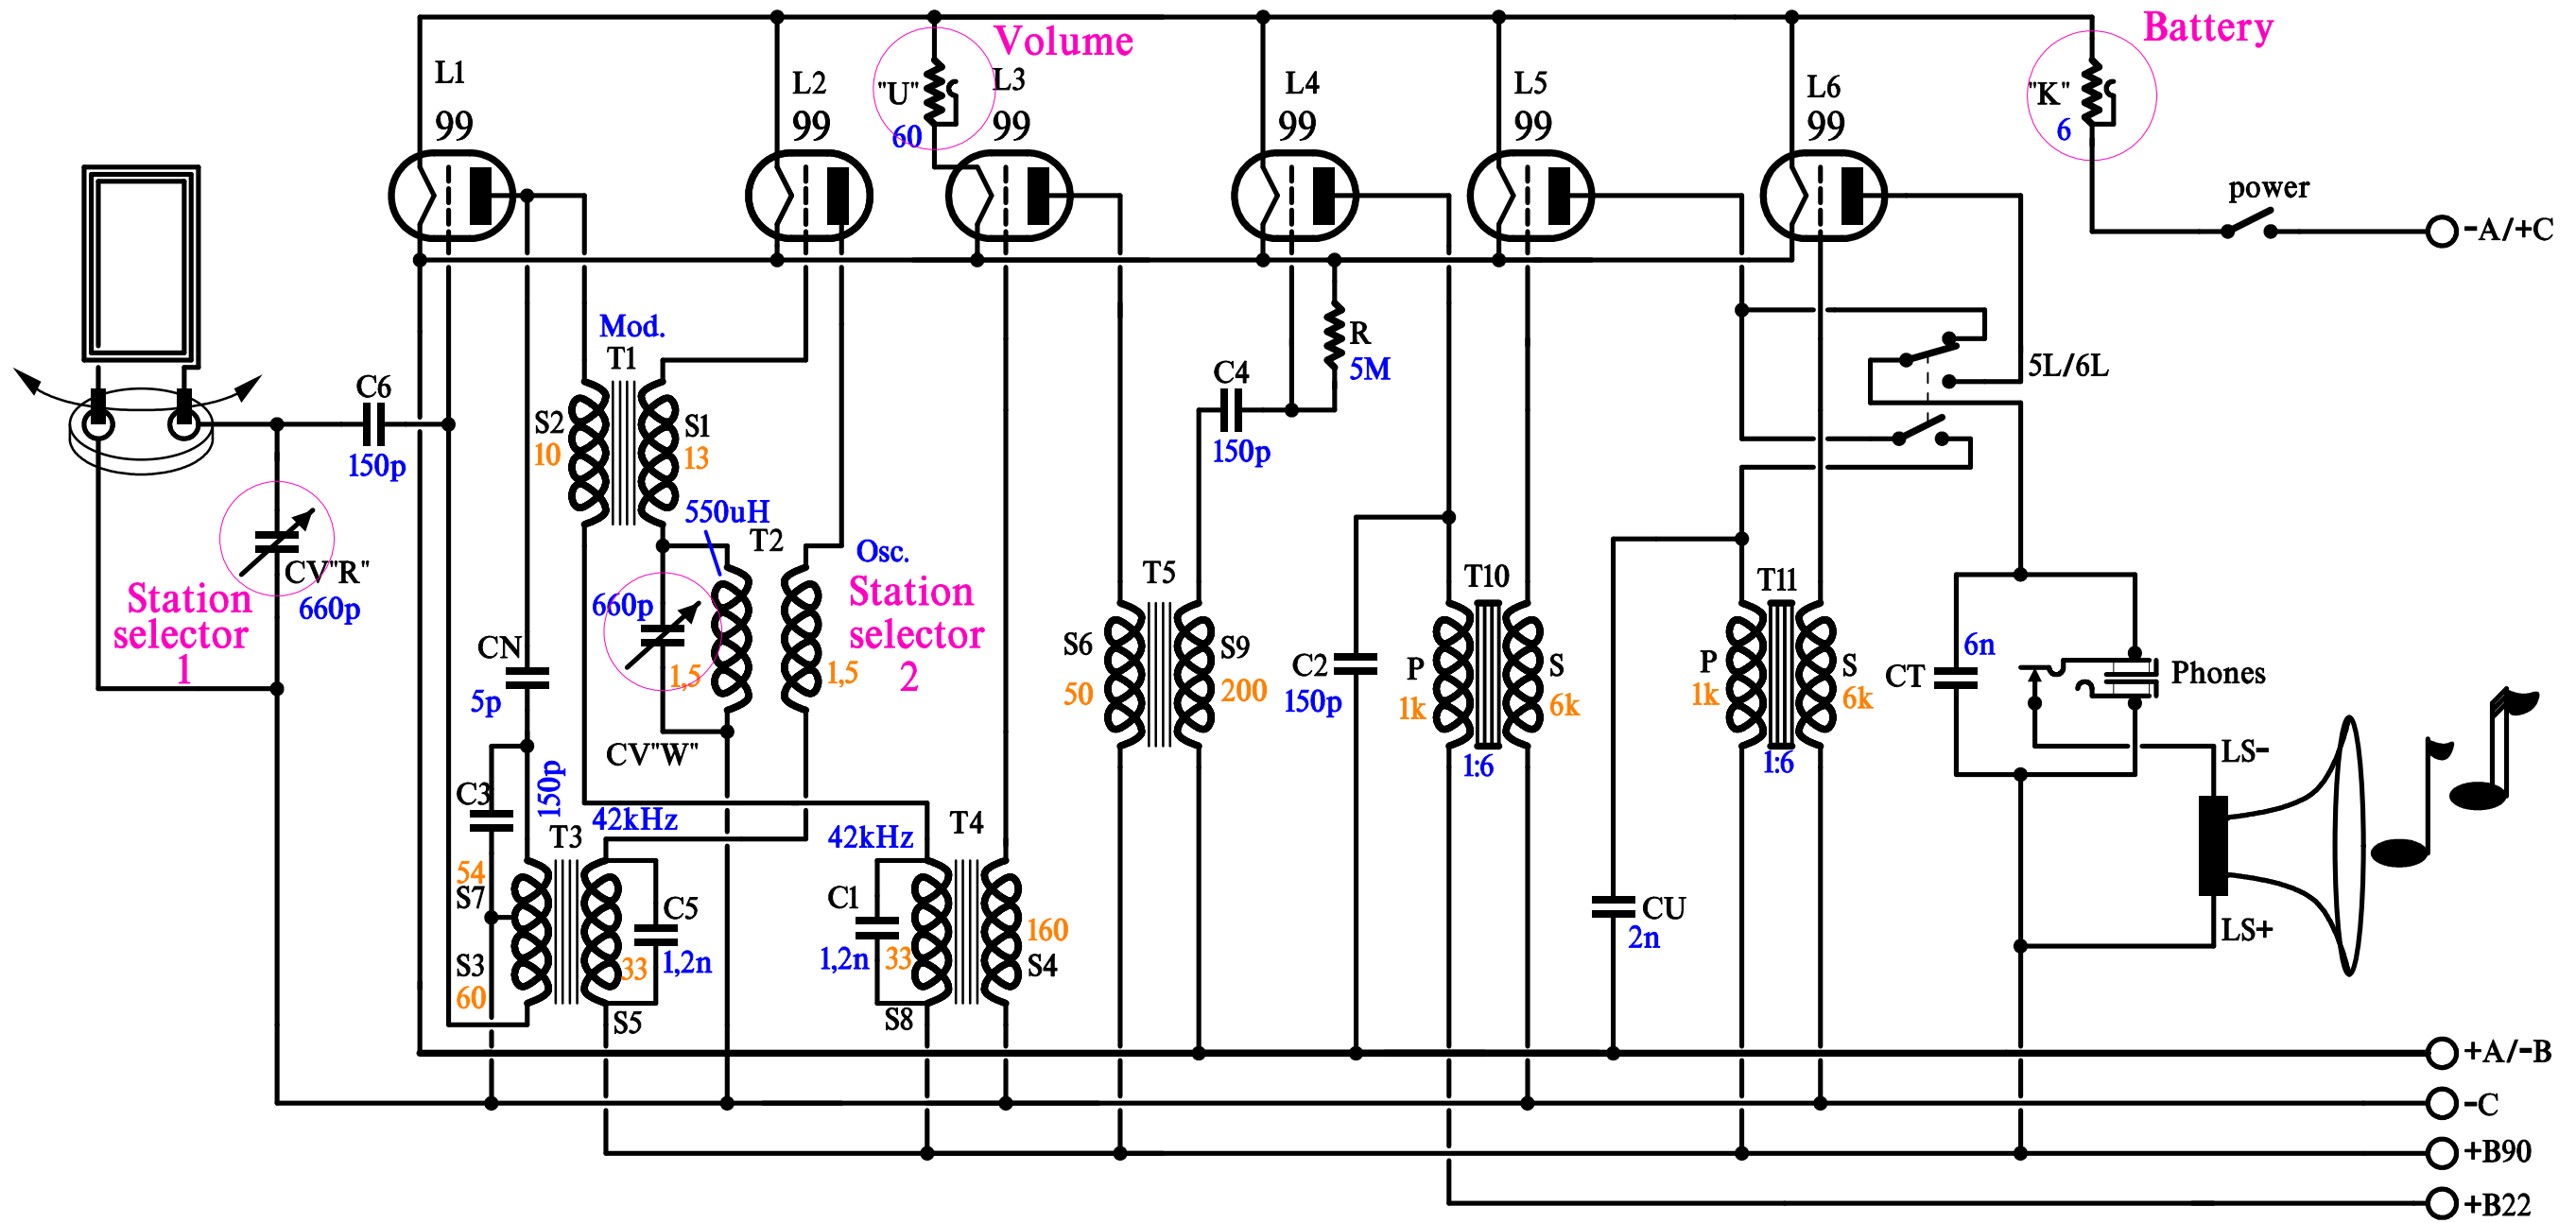 Battery
Volume
L1
99
L2
99
"U"
60
L3
99
L4
99
L5
99
L6
99
"K"
6
power
-A/+C
Mod.
T1
S2
10
S1
13
C6
150p
R
5M
C4
150p
5L/6L
550uH
T2
Osc.
CV"R"
660p
Station
selector
1
660p
1,5
1,5
Station
selector
2
CV"W"
CN
5p
T5
S6
50
S9
200
C2
150p
T10
P
1k
S
6k
1:6
T11
P
1k
S
6k
1:6
CT
6n
Phones
LS-
LS+
C3
150p
T3
42kHz
54
S7
S3
60
C5
1,2n
33
S5
42kHz
T4
C1
1,2n
33
S8
160
S4
CU
2n
+A/-B
-C
+B90
+B22